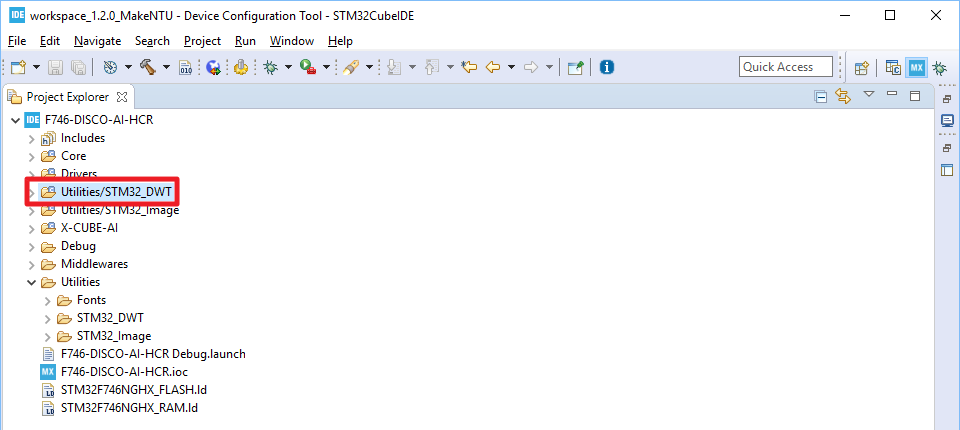 IDE workspace_1.2.0_MakeNTU - Device Configuration Tool - STM32CubeIDE
File Edit Navigate Search Project Run Window Help
010 Quick Access MX
Project Explorer
IDE F746-DISCO-AI-HCR
Includes
Core
Drivers
Utilities/STM32_DWT
Utilities/STM32_Image
X-CUBE-AI
Debug
Middlewares
Utilities
Fonts
STM32_DWT
STM32_Image
F746-DISCO-AI-HCR Debug.launch
MX F746-DISCO-AI-HCR.ioc
STM32F746NGHX_FLASH.ld
STM32F746NGHX_RAM.ld